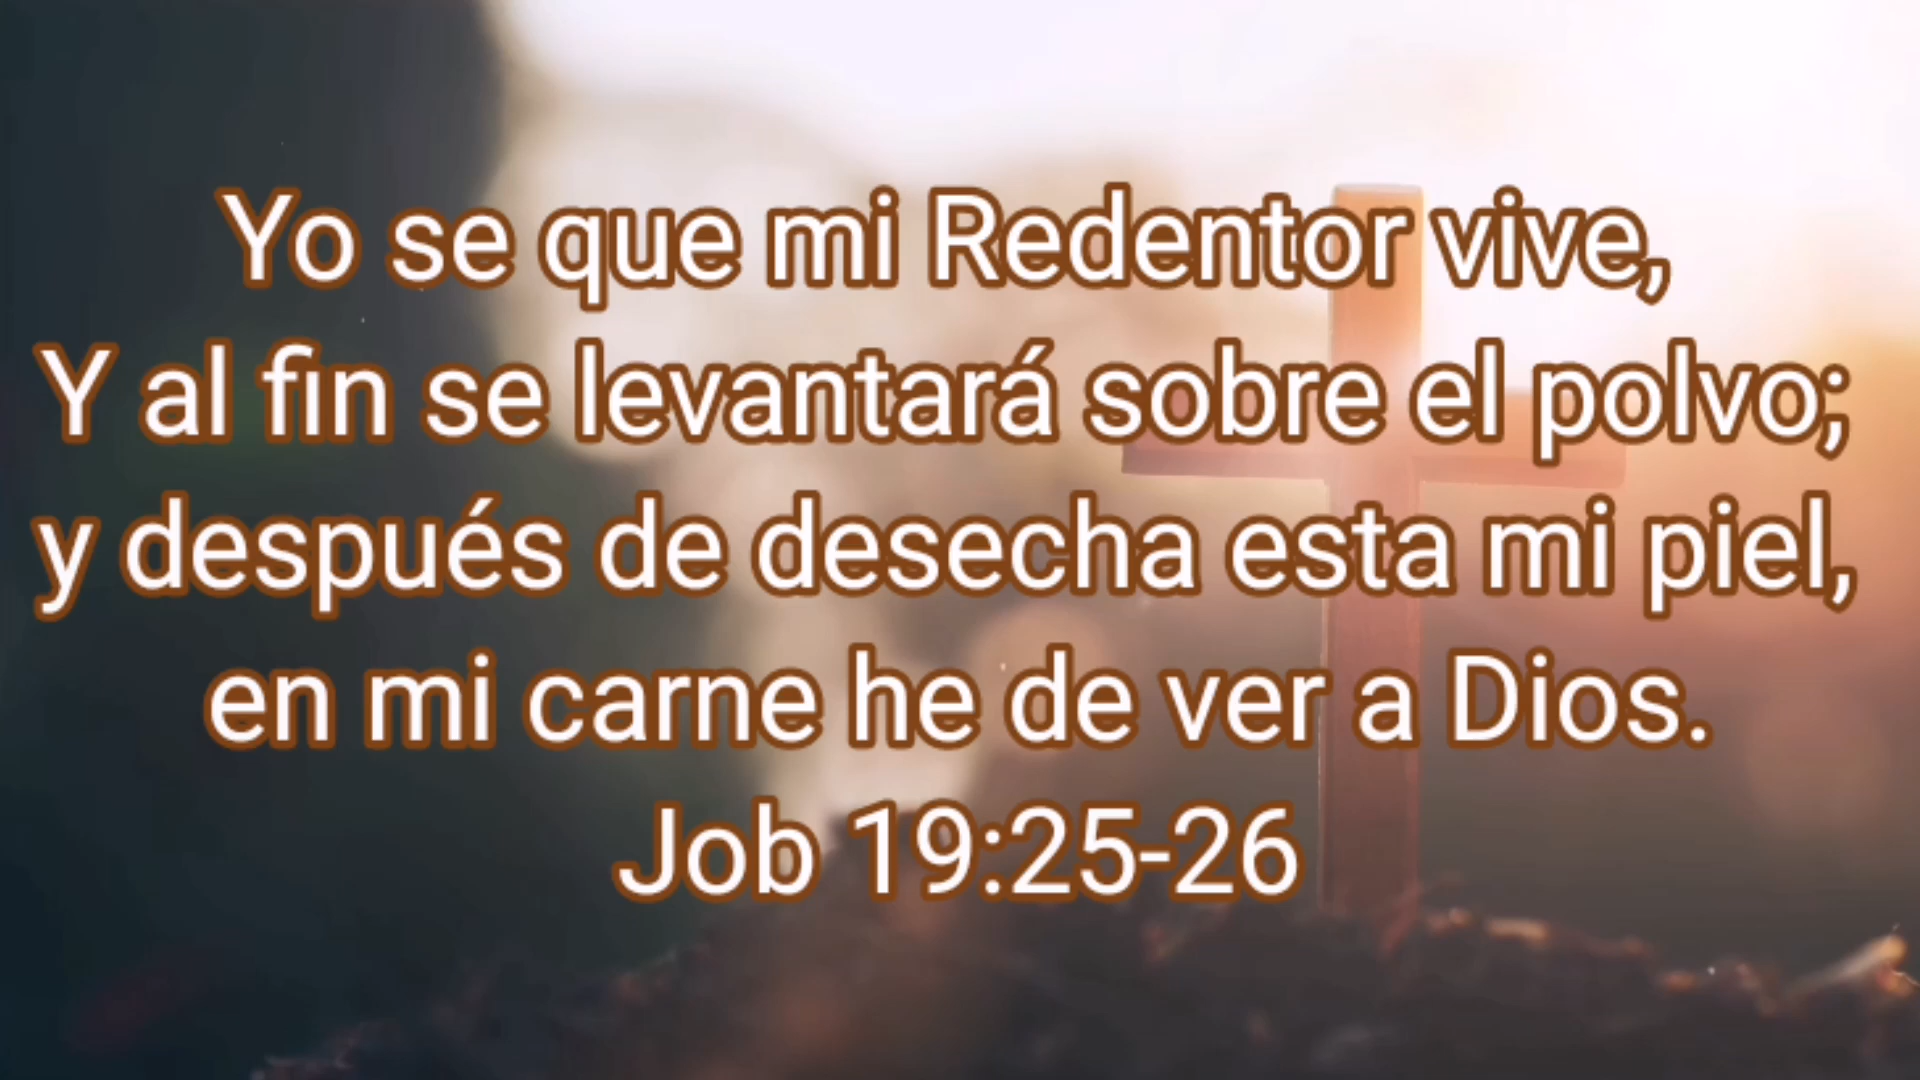 Yo se que mi Redentor vive,
Y al fin se levantará sobre el polvo;
y después de desecha esta mi piel,
en mi carne he de ver a Dios.
Job 19:25-26